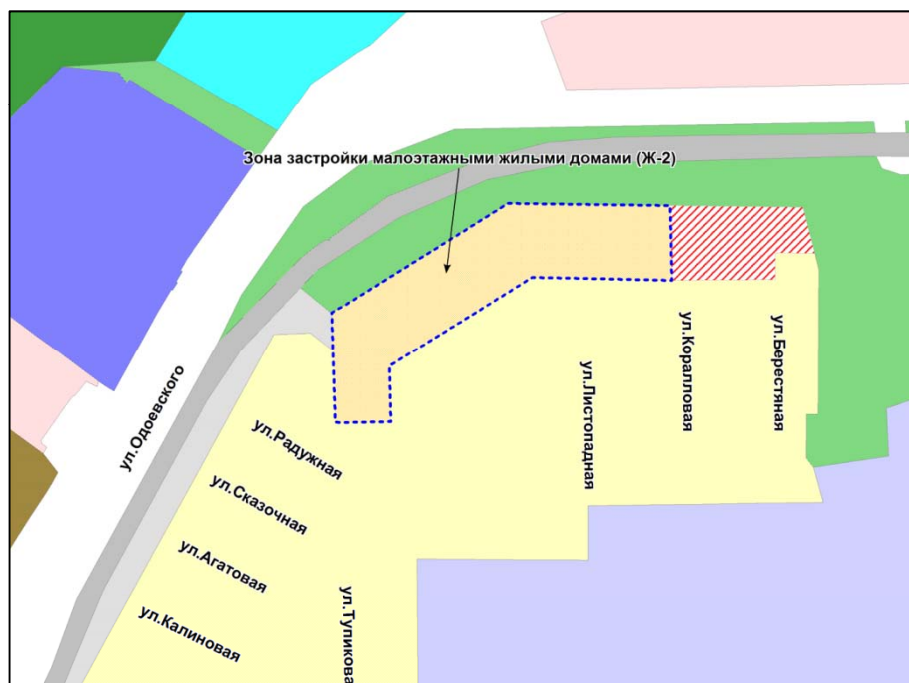 Зона застройки малоэтажными жилыми домами (Ж-2)
ул.Одоевского
ул.Радужная
ул.Сказочная
ул.Агатовая
ул.Калиновая
ул.Тупикова
ул.Листопадная
ул.Коралловая
ул.Берестяная